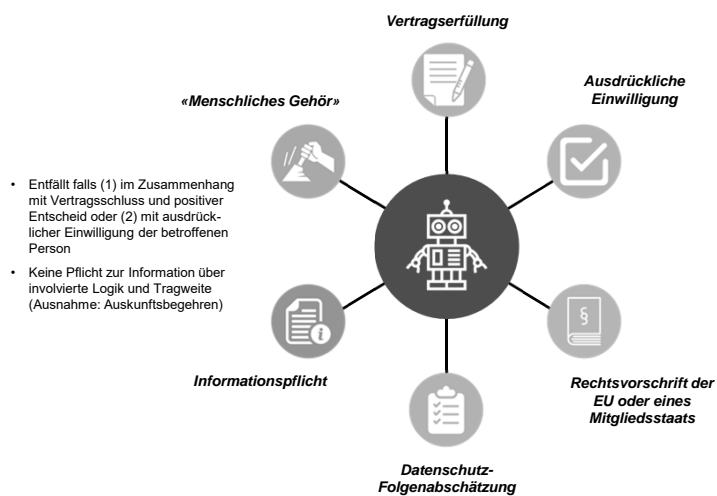 Vertragserfüllung
Ausdrückliche
Einwilligung
«Menschliches Gehör»
• Entfällt falls (1) im Zusammenhang
mit Vertragsschluss und positiver
Entscheid oder (2) mit ausdrück-
licher Einwilligung der betroffenen
Person
• Keine Pflicht zur Information über
involvierte Logik und Tragweite
(Ausnahme: Auskunftsbegehren)
§
i
Informationspflicht
Rechtsvorschrift der
EU oder eines
Mitgliedsstaats
Datenschutz-
Folgenabschätzung